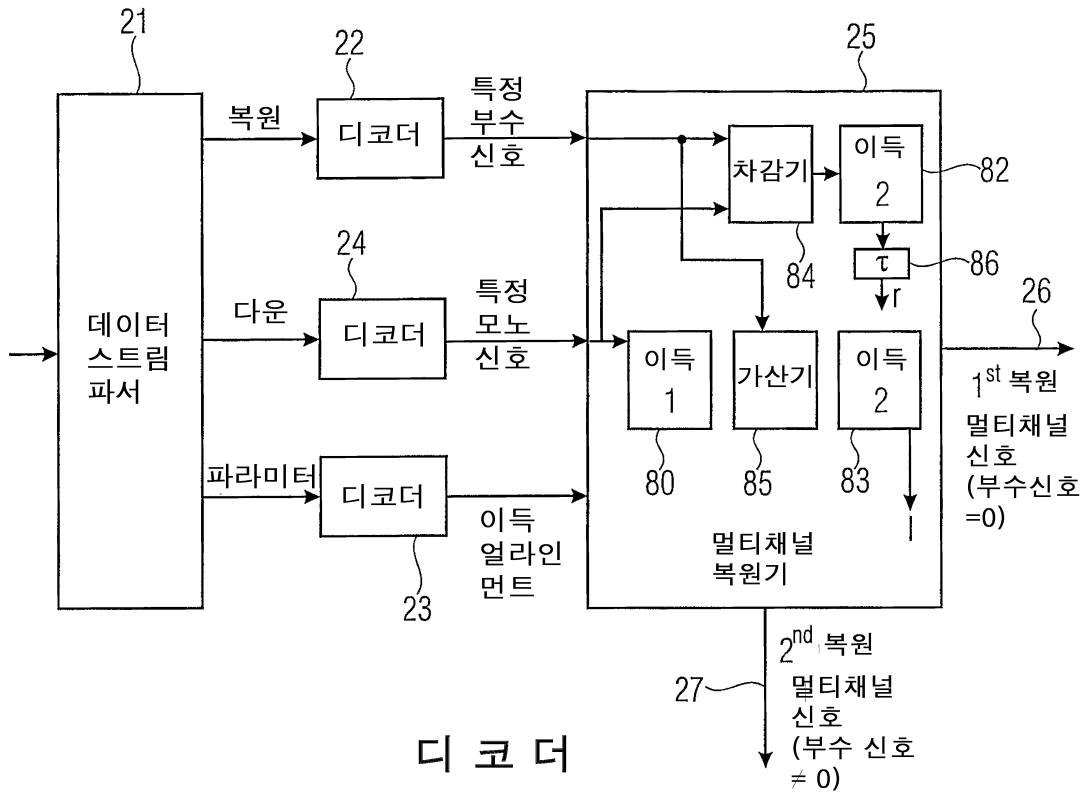 21
22
25
복원
디코더
특정
부수
신호
차감기
이득
2
82
84
τ
86
r
24
다운
디코더
특정
모노
신호
26
데이터
스트림
파서
이득
1
가산기
이득
2
80
85
83
1st 복원
멀티채널
신호
(부수신호
=0)
파라미터
디코더
23
이득
얼라인
먼트
l
멀티채널
복원기
2nd 복원
27
멀티채널
신호
(부수 신호
≠ 0)
디 코 더